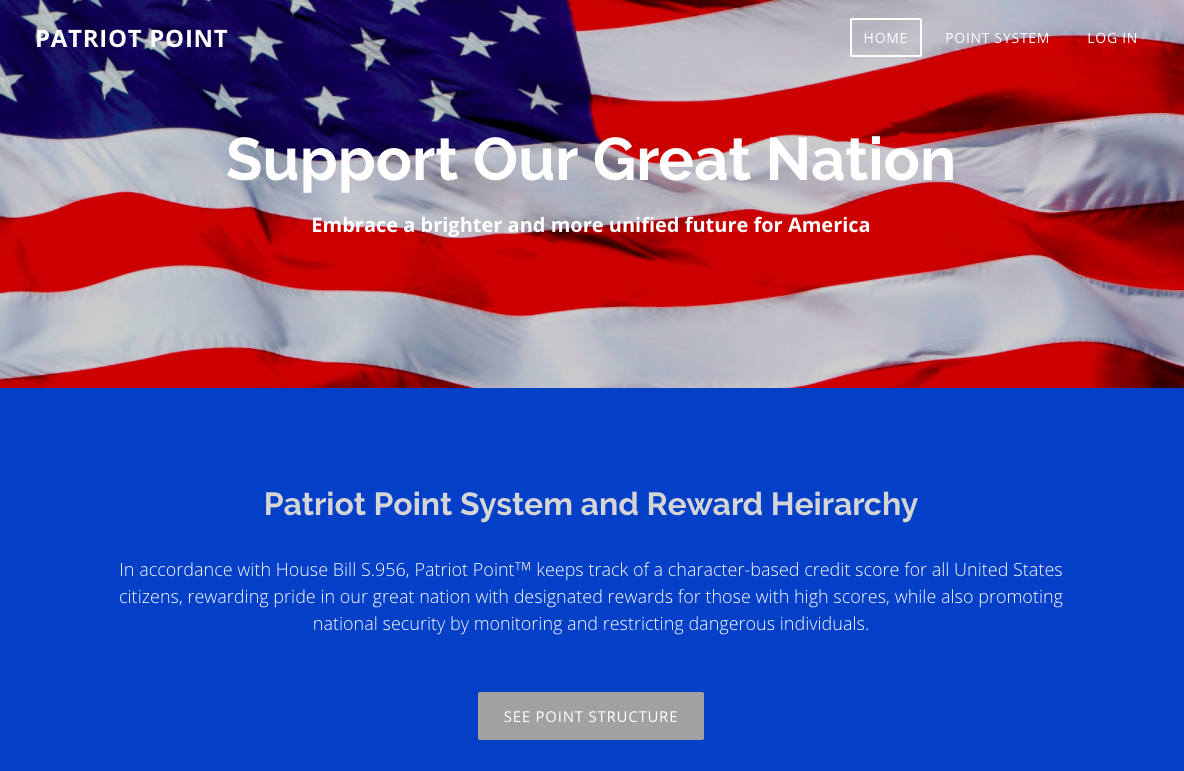 PATRIOT POINT
HOME
POINT SYSTEM
LOG IN
Support Our Great Nation
Embrace a brighter and more unified future for America
Patriot Point System and Reward Heirarchy
In accordance with House Bill S.956, Patriot Point™ keeps track of a character-based credit score for all United States
citizens, rewarding pride in our great nation with designated rewards for those with high scores, while also promoting
national security by monitoring and restricting dangerous individuals.
SEE POINT STRUCTURE